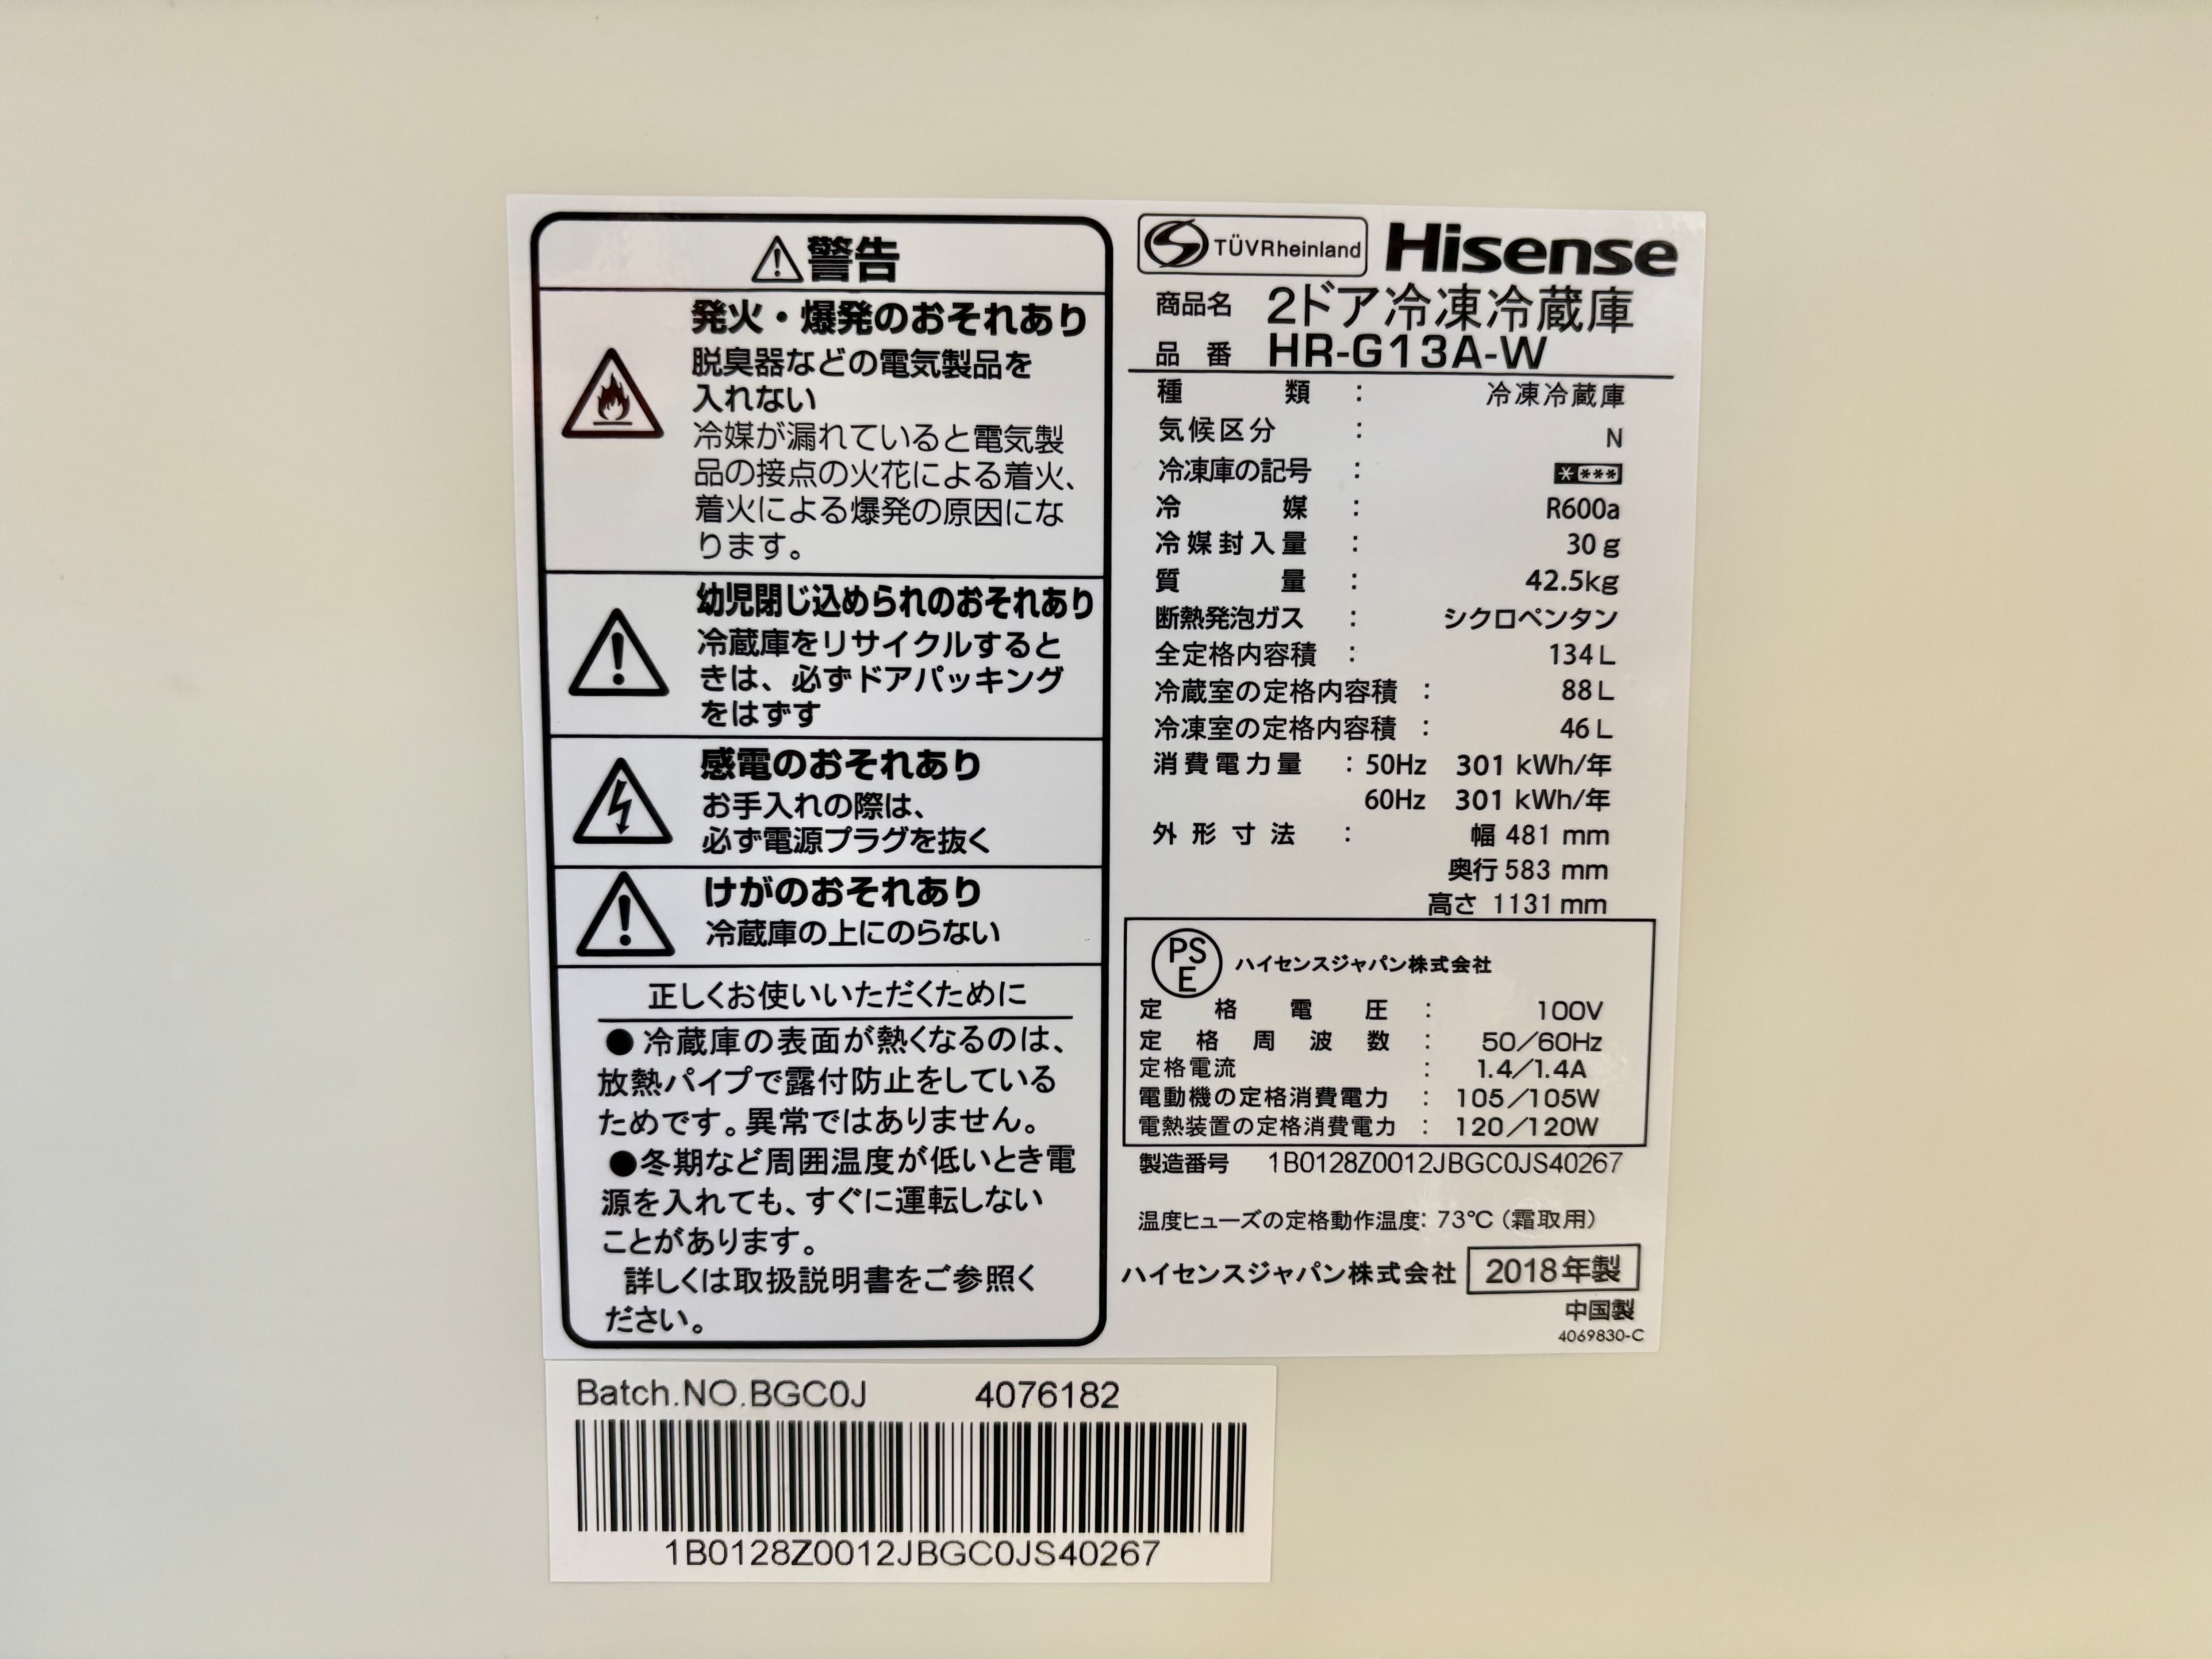 ⚠警告
発火・爆発のおそれあり
脱臭器などの電気製品を
入れない
冷媒が漏れていると電気製
品の接点の火花による着火、
着火による爆発の原因にな
ります。
幼児閉じ込められのおそれあり
冷蔵庫をリサイクルすると
きは、必ずドアパッキング
をはずす
感電のおそれあり
お手入れの際は、
必ず電源プラグを抜く
けがのおそれあり
冷蔵庫の上にのらない
正しくお使いいただくために
●冷蔵庫の表面が熱くなるのは、
放熱パイプで露付防止をしている
ためです。異常ではありません。
●冬期など周囲温度が低いとき電
源を入れても、すぐに運転しない
ことがあります。
詳しくは取扱説明書をご参照く
ださい。
TÜVRheinland Hisense
商品名 2ドア冷凍冷蔵庫
品番 HR-G13A-W
種類 : 冷凍冷蔵庫
気候区分 : N
冷凍庫の記号 : ****
冷媒 : R600a
冷媒封入量 : 30g
質量 : 42.5kg
断熱発泡ガス : シクロペンタン
全定格内容積 : 134L
冷蔵室の定格内容積 : 88L
冷凍室の定格内容積 : 46L
消費電力量 : 50Hz 301 kWh/年
60Hz 301 kWh/年
外形寸法 : 幅 481 mm
奥行 583 mm
高さ 1131 mm
PSE ハイセンスジャパン株式会社
定格電圧 : 100V
定格周波数 : 50/60Hz
定格電流 : 1.4/1.4A
電動機の定格消費電力 : 105/105W
電熱装置の定格消費電力 : 120/120W
製造番号 1B0128Z0012JBGC0JS40267
温度ヒューズの定格動作温度: 73℃(霜取用)
ハイセンスジャパン株式会社 2018年製
中国製
4069830-C
Batch.NO.BGC0J 4076182
1B0128Z0012JBGC0JS40267